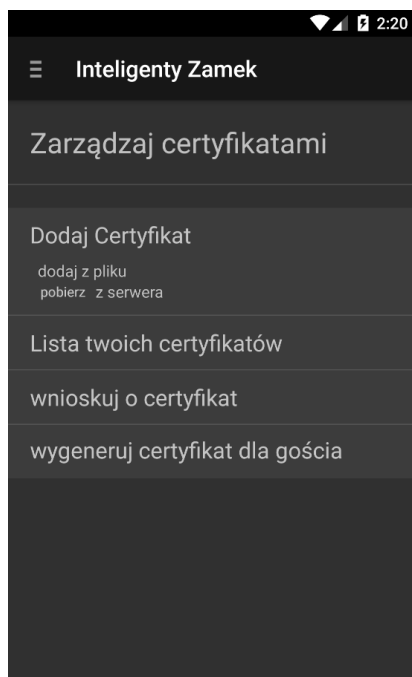 2:20
Inteligenty Zamek
Zarządzaj certyfikatami
Dodaj Certyfikat
dodaj z pliku
pobierz z serwera
Lista twoich certyfikatów
wnioskuj o certyfikat
wygeneruj certyfikat dla gościa